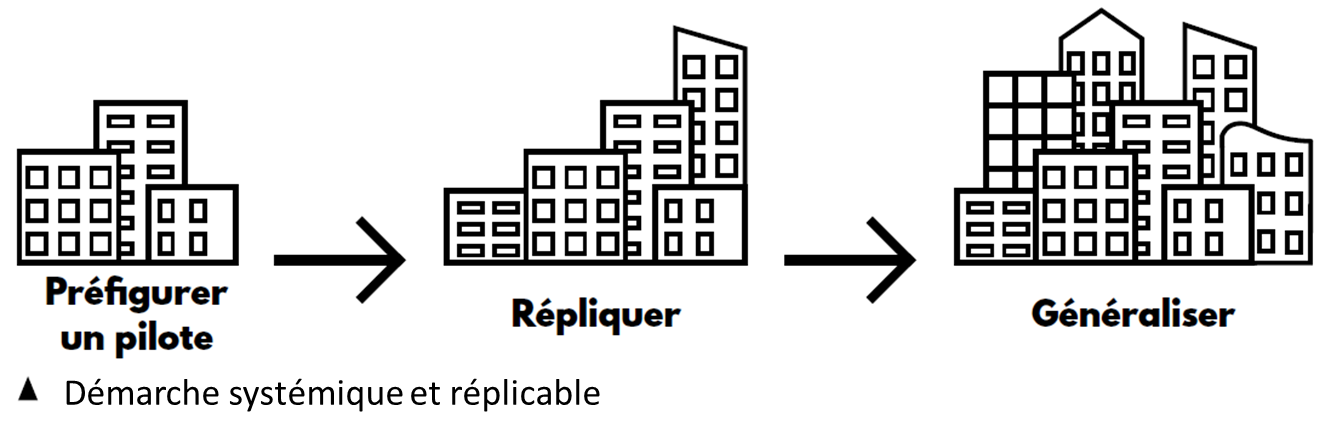 Préfigurer
un pilote
Répliquer
Généraliser
Démarche systémique et réplicable